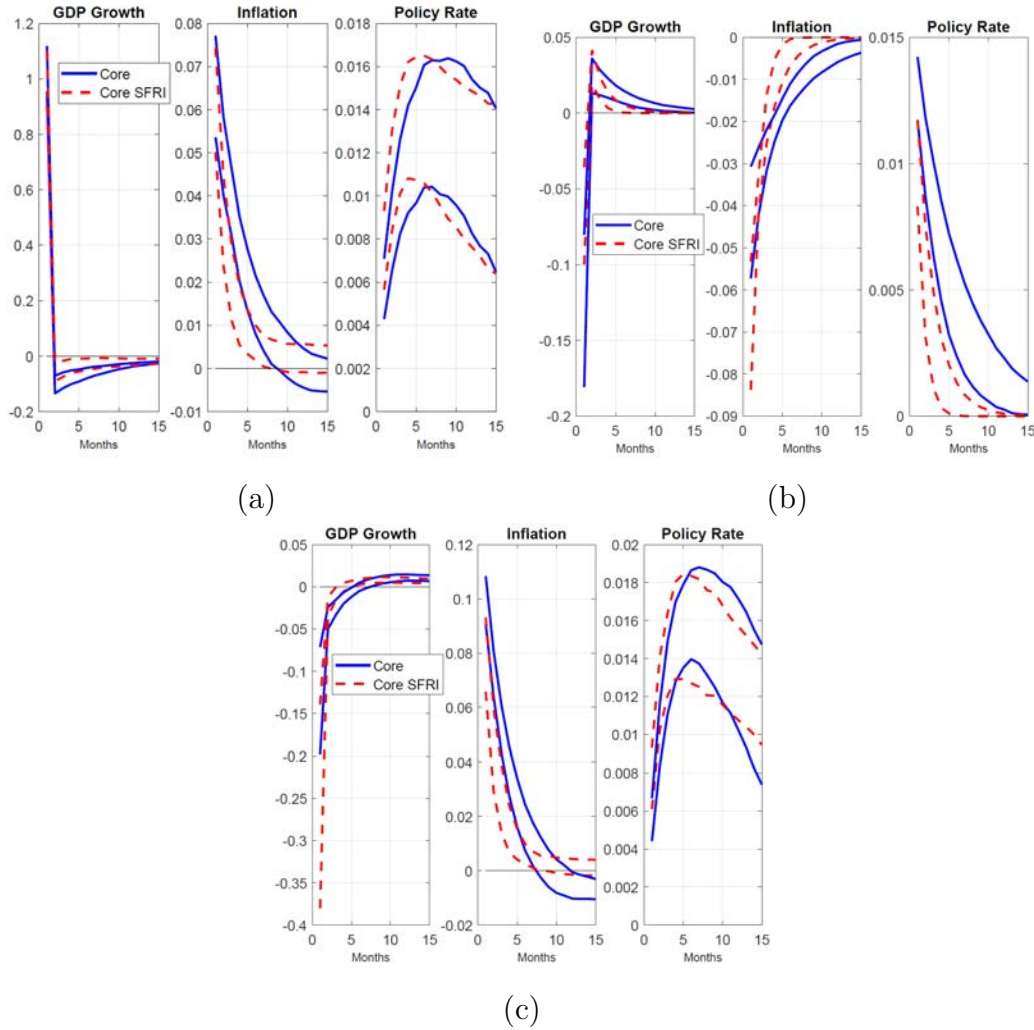 GDP Growth Inflation Policy Rate
1.2 0.08 0.018
1 0.07 0.016
0.8 0.06 0.014
0.6 0.05 0.012
0.4 0.04 0.01
0.2 0.03 0.008
0 0.02 0.006
-0.2 0.01 0.004
0 0.002
-0.01 0
Core
Core SFRI
0 5 10 15 0 5 10 15 0 5 10 15
Months Months Months
(a)
GDP Growth Inflation Policy Rate
0.05 0 0.015
0 -0.01 0.01
-0.05 -0.02 0.005
-0.1 -0.03 0
-0.15 -0.04
-0.2 -0.05
-0.06
-0.07
-0.08
-0.09
Core
Core SFRI
0 5 10 15 0 5 10 15 0 5 10 15
Months Months Months
(b)
GDP Growth Inflation Policy Rate
0.05 0.12 0.02
0 0.1 0.018
-0.05 0.08 0.016
-0.1 0.06 0.014
-0.15 0.04 0.012
-0.2 0.02 0.01
-0.25 0 0.008
-0.3 -0.02 0.006
-0.35 0.004
-0.4 0.002
0
Core
Core SFRI
0 5 10 15 0 5 10 15 0 5 10 15
Months Months Months
(c)